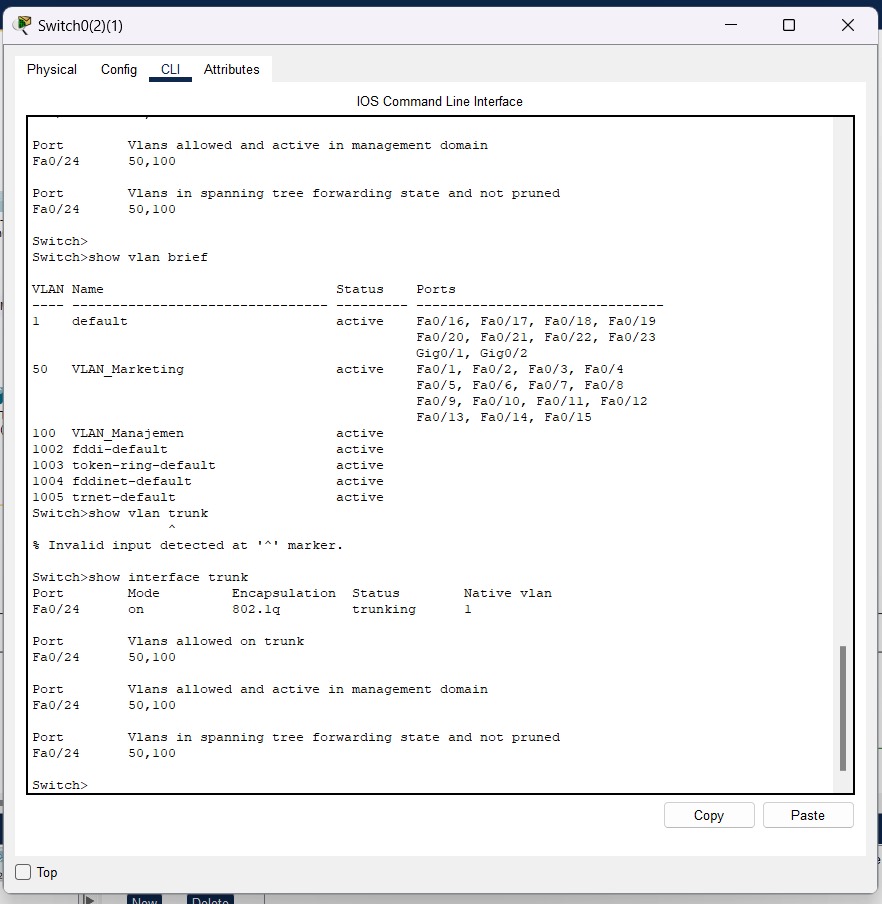 Switch0(2)(1)
Physical Config CLI Attributes
IOS Command Line Interface
Port Vlans allowed and active in management domain
Fa0/24 50,100
Port Vlans in spanning tree forwarding state and not pruned
Fa0/24 50,100
Switch>
Switch>show vlan brief
VLAN Name Status Ports
---- -------------------------------- --------- -------------------------------
1 default active Fa0/16, Fa0/17, Fa0/18, Fa0/19
Fa0/20, Fa0/21, Fa0/22, Fa0/23
Gig0/1, Gig0/2
50 VLAN_Marketing active Fa0/1, Fa0/2, Fa0/3, Fa0/4
Fa0/5, Fa0/6, Fa0/7, Fa0/8
Fa0/9, Fa0/10, Fa0/11, Fa0/12
Fa0/13, Fa0/14, Fa0/15
100 VLAN_Manajemen active
1002 fddi-default active
1003 token-ring-default active
1004 fddinet-default active
1005 trnet-default active
Switch>show vlan trunk
^
% Invalid input detected at '^' marker.
Switch>show interface trunk
Port Mode Encapsulation Status Native vlan
Fa0/24 on 802.1q trunking 1
Port Vlans allowed on trunk
Fa0/24 50,100
Port Vlans allowed and active in management domain
Fa0/24 50,100
Port Vlans in spanning tree forwarding state and not pruned
Fa0/24 50,100
Switch>
Copy Paste
Top
New Delete